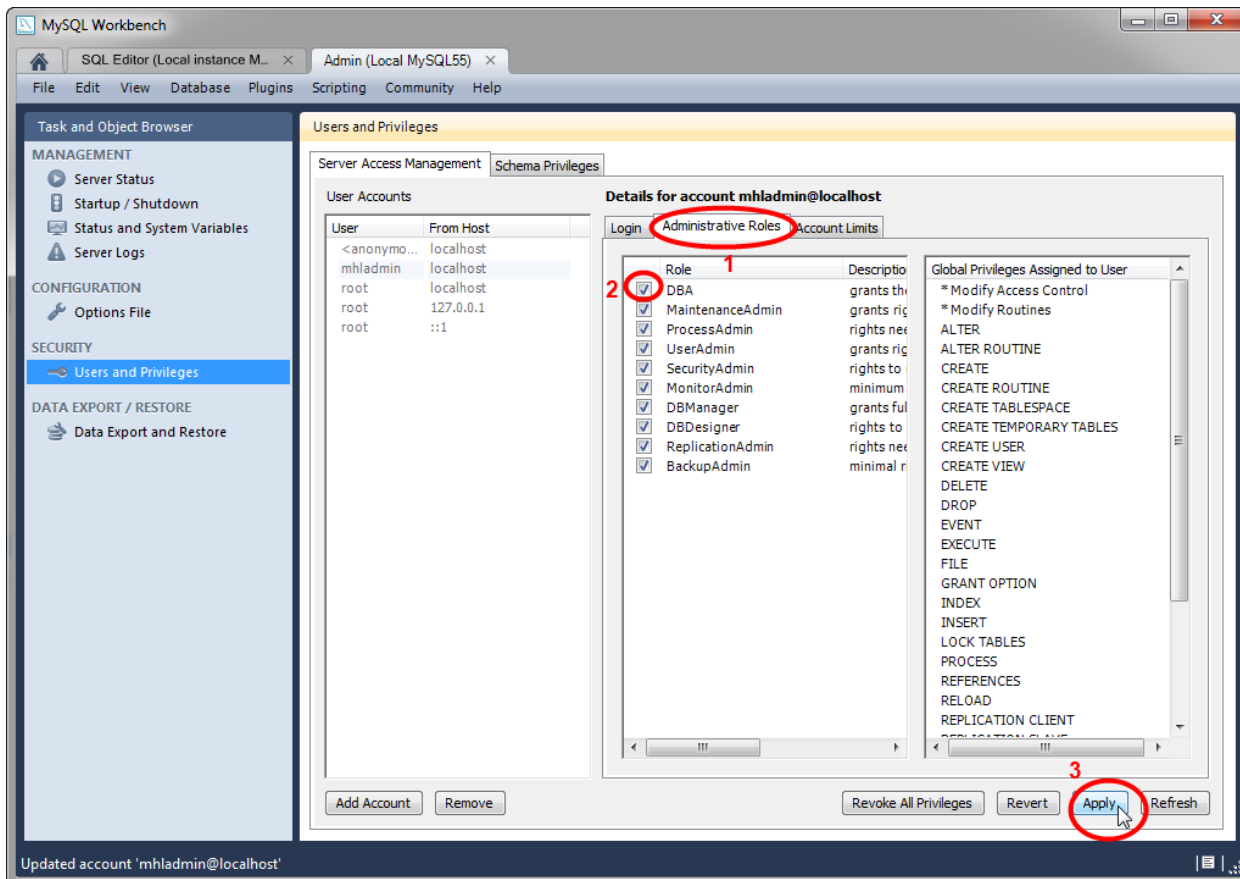 MySQL Workbench
SQL Editor (Local instance M... ×
Admin (Local MySQL55) ×
File Edit View Database Plugins Scripting Community Help
Task and Object Browser
MANAGEMENT
Server Status
Startup / Shutdown
Status and System Variables
Server Logs
CONFIGURATION
Options File
SECURITY
Users and Privileges
DATA EXPORT / RESTORE
Data Export and Restore
Users and Privileges
Server Access Management
Schema Privileges
User Accounts
User From Host
<anonymo... localhost
mhladmin localhost
root localhost
root 127.0.0.1
root ::1
Add Account
Remove
Details for account mhladmin@localhost
Login
Administrative Roles
Account Limits
1
2
Role Descriptio
DBA grants the
MaintenanceAdmin grants rig
ProcessAdmin rights nee
UserAdmin grants rig
SecurityAdmin rights to
MonitorAdmin minimum
DBManager grants ful
DBDesigner rights to
ReplicationAdmin rights nee
BackupAdmin minimal r
Global Privileges Assigned to User
* Modify Access Control
* Modify Routines
ALTER
ALTER ROUTINE
CREATE
CREATE ROUTINE
CREATE TABLESPACE
CREATE TEMPORARY TABLES
CREATE USER
CREATE VIEW
DELETE
DROP
EVENT
EXECUTE
FILE
GRANT OPTION
INDEX
INSERT
LOCK TABLES
PROCESS
REFERENCES
RELOAD
REPLICATION CLIENT
REPLICATION SLAVE
3
Revoke All Privileges
Revert
Apply
Refresh
Updated account 'mhladmin@localhost'